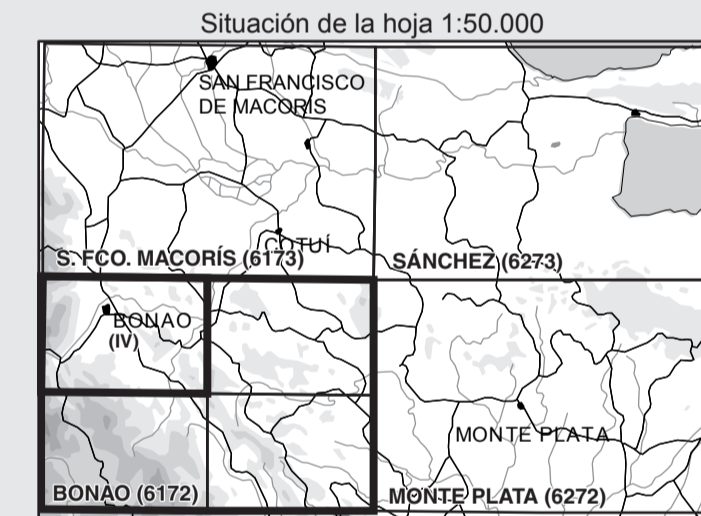 Situación de la hoja 1:50.000
SAN FRANCISCO
DE MACORÍS
COTUÍ
S. FCO. MACORÍS (6173)
SÁNCHEZ (6273)
BONAO
(IV)
MONTE PLATA
BONAO (6172)
MONTE PLATA (6272)